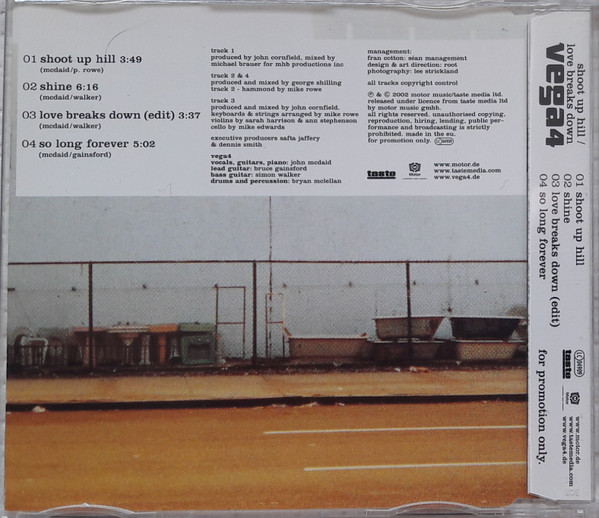 01 shoot up hill 3:49
(mcdaid/p. rowe)
02 shine 6:16
(mcdaid/walker)
03 love breaks down (edit) 3:37
(mcdaid/walker)
04 so long forever 5:02
(mcdaid/gainsford)
track 1
produced by john cornfield, mixed by
michael brauer for mhb productions inc
track 2 & 4
produced and mixed by george shilling
track 2 - hammond by mike rowe
track 3
produced and mixed by john cornfield.
keyboards & strings arranged by mike rowe
violins by sarah harrison & ann stephenson
cello by mike edwards
executive producers safta jaffery
& dennis smith
vega4
vocals, guitars, piano: john mcdaid
lead guitar: bruce gainsford
bass guitar: simon walker
drums and percussion: bryan mclellan
management:
fran cotton: sean management
design & art direction: root
photography: lee strickland
all tracks copyright control
℗ & © 2002 motor music/taste media ltd.
released under licence from taste media ltd
by motor music gmbh.
all rights reserved. unauthorised copying,
reproduction, hiring, lending, public per-
formance and broadcasting is strictly
prohibited. made in the eu.
for promotion only.
taste
Motor
www.motor.de
www.tastemedia.com
www.vega4.de
shoot up hill /
love breaks down
vega4
01 shoot up hill
02 shine
03 love breaks down (edit)
04 so long forever
taste
www.motor.de
www.tastemedia.com
www.vega4.de
for promotion only.